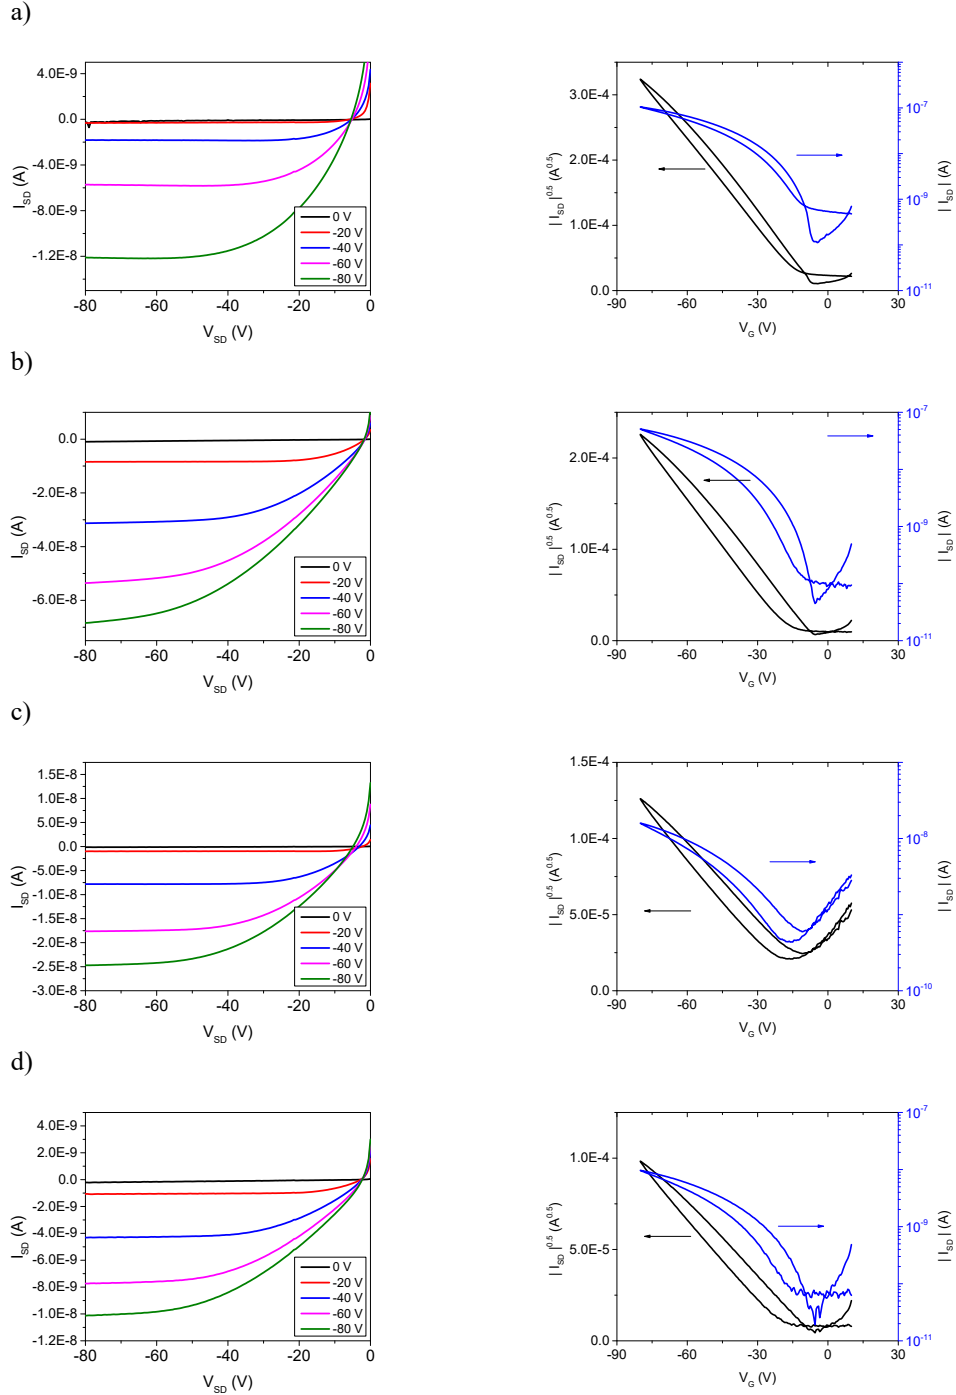 a)
4.0E-9
0.0
-4.0E-9
-8.0E-9
-1.2E-8
I_SD (A)
0 V
-20 V
-40 V
-60 V
-80 V
-80 -60 -40 -20 0
V_SD (V)
3.0E-4
2.0E-4
1.0E-4
0.0
| I_SD |^0.5 (A^0.5)
10^-7
10^-9
10^-11
| I_SD | (A)
-90 -60 -30 0 30
V_G (V)
b)
0.0
-2.0E-8
-4.0E-8
-6.0E-8
I_SD (A)
0 V
-20 V
-40 V
-60 V
-80 V
-80 -60 -40 -20 0
V_SD (V)
2.0E-4
1.0E-4
0.0
| I_SD |^0.5 (A^0.5)
10^-7
10^-9
10^-11
| I_SD | (A)
-90 -60 -30 0 30
V_G (V)
c)
1.5E-8
1.0E-8
5.0E-9
0.0
-5.0E-9
-1.0E-8
-1.5E-8
-2.0E-8
-2.5E-8
-3.0E-8
I_SD (A)
0 V
-20 V
-40 V
-60 V
-80 V
-80 -60 -40 -20 0
V_SD (V)
1.5E-4
1.0E-4
5.0E-5
0.0
| I_SD |^0.5 (A^0.5)
10^-8
10^-10
| I_SD | (A)
-90 -60 -30 0 30
V_G (V)
d)
4.0E-9
2.0E-9
0.0
-2.0E-9
-4.0E-9
-6.0E-9
-8.0E-9
-1.0E-8
-1.2E-8
I_SD (A)
0 V
-20 V
-40 V
-60 V
-80 V
-80 -60 -40 -20 0
V_SD (V)
1.0E-4
5.0E-5
0.0
| I_SD |^0.5 (A^0.5)
10^-7
10^-9
10^-11
| I_SD | (A)
-90 -60 -30 0 30
V_G (V)